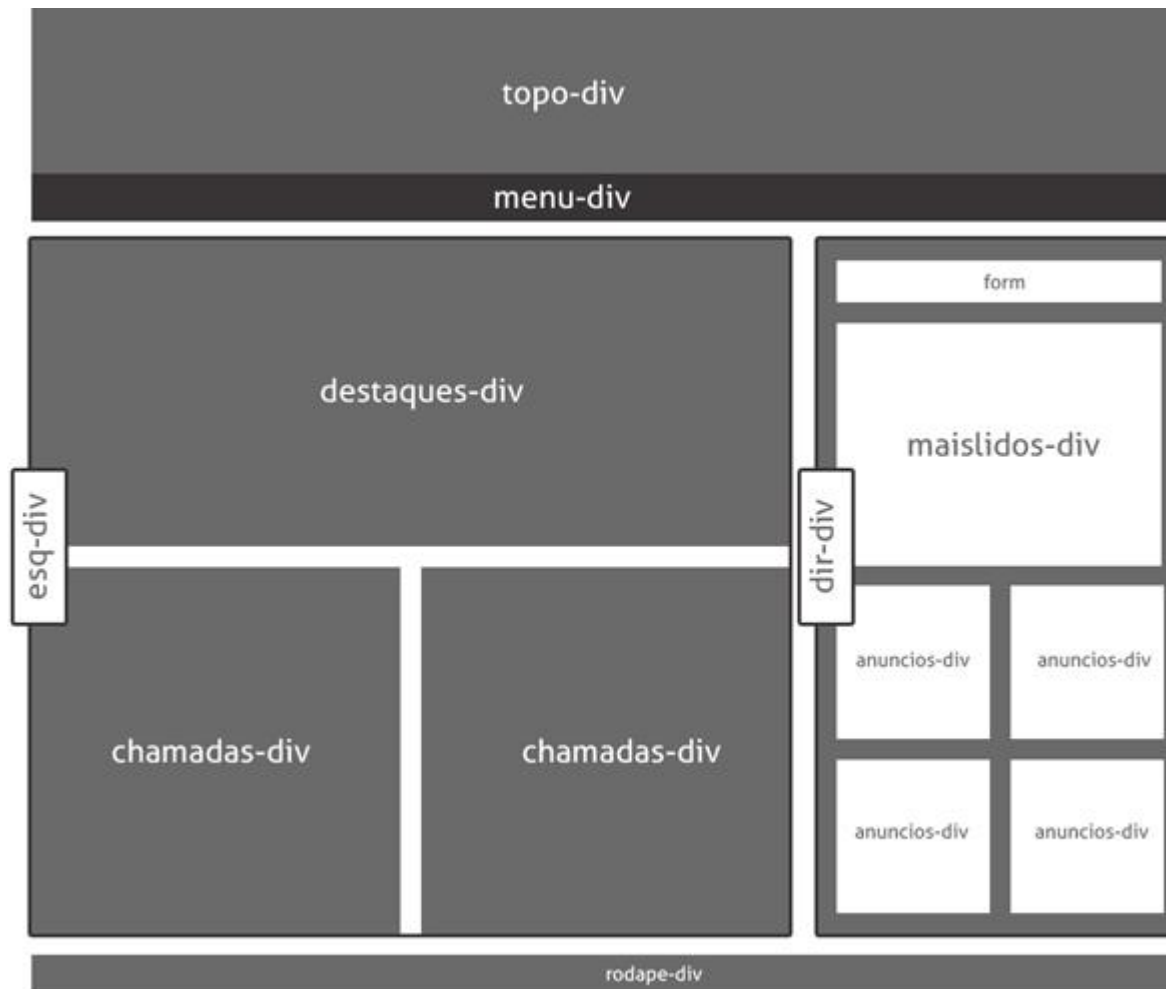 topo-div
menu-div
destaques-div
esq-div
chamadas-div
chamadas-div
form
maislidos-div
dir-div
anuncios-div
anuncios-div
anuncios-div
anuncios-div
rodape-div